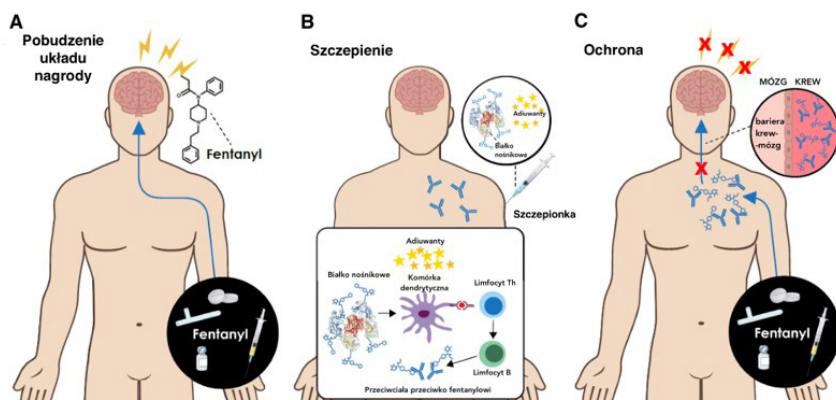 A
Pobudzenie
układu
nagrody
Fentanyl
Fentanyl
B
Szczepienie
Adiuwanty
Białko
nośnikowe
Szczepionka
Adiuwanty
Białko nośnikowe
Komórka
dendrytyczna
Limfocyt Th
Limfocyt B
Przeciwciała przeciwko fentanylowi
C
Ochrona
MÓZG KREW
bariera
krew-
-mózg
Fentanyl